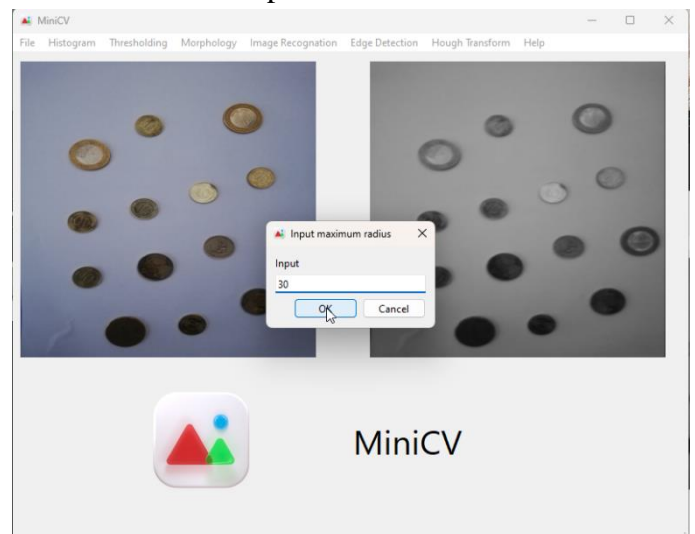 MiniCV
File Histogram Thresholding Morphology Image Recognation Edge Detection Hough Transform Help
Input maximum radius
Input
30
OK Cancel
MiniCV